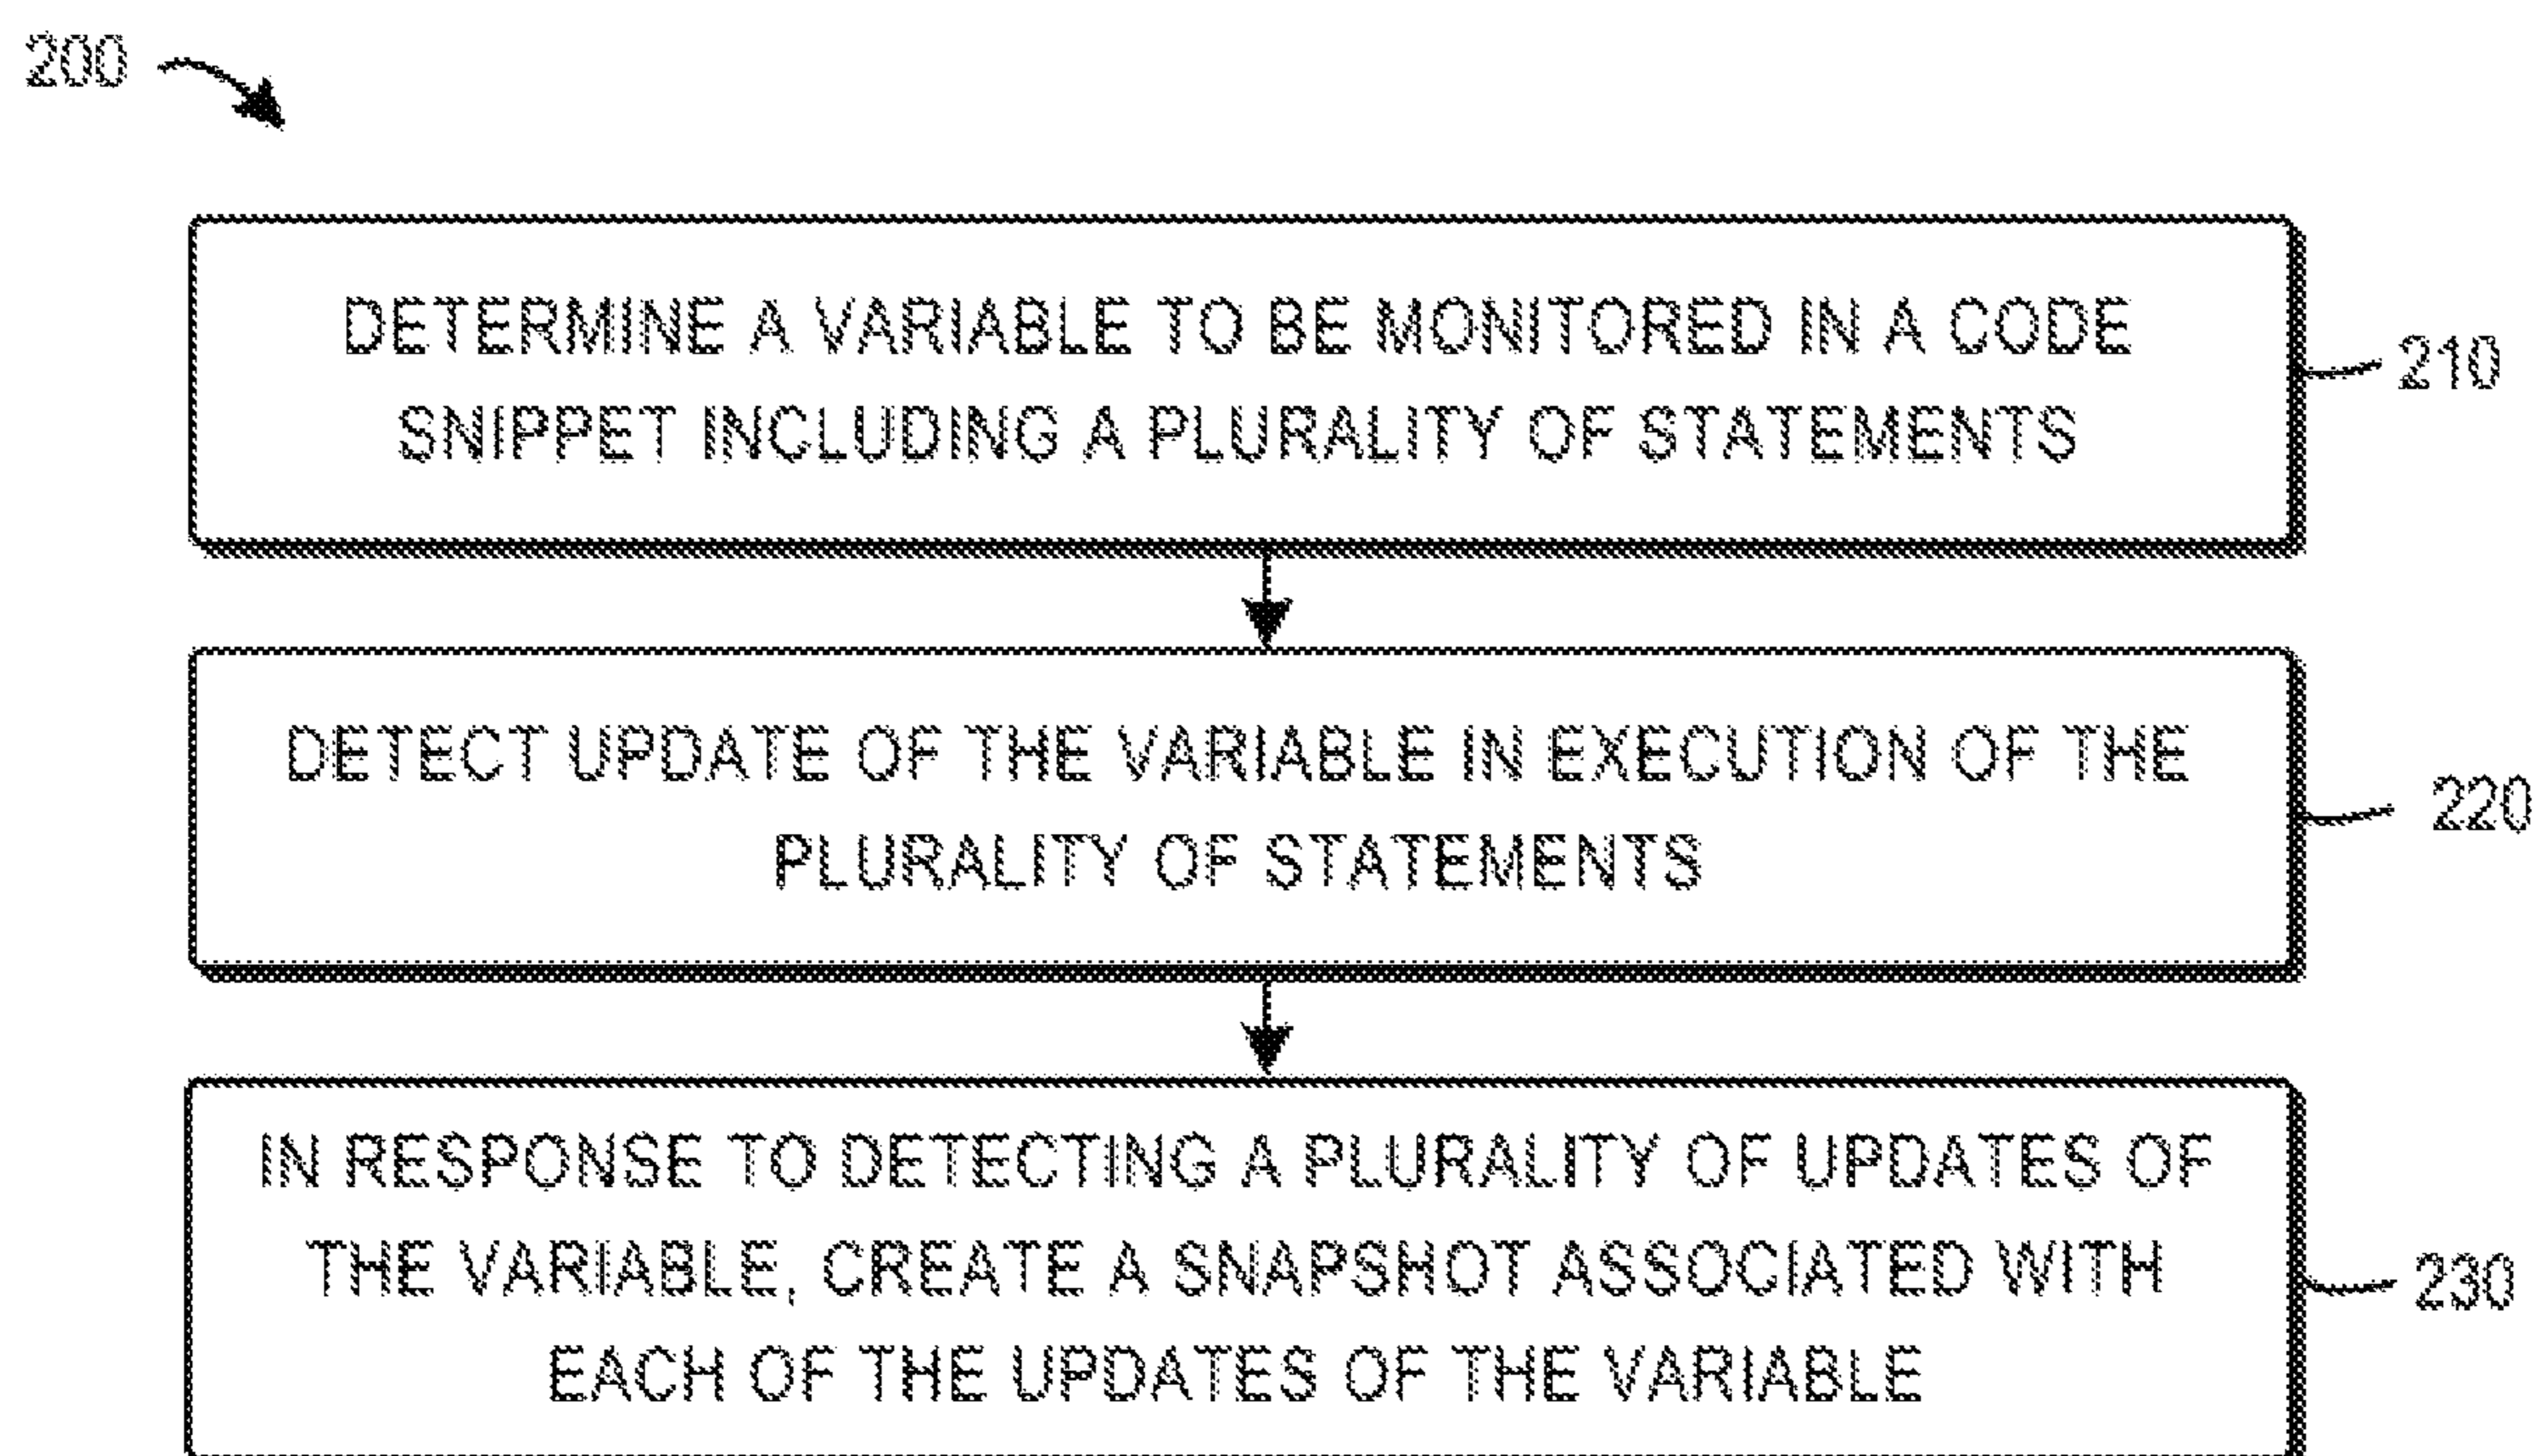 200
DETERMINE A VARIABLE TO BE MONITORED IN A CODE
SNIPPET INCLUDING A PLURALITY OF STATEMENTS
210
DETECT UPDATE OF THE VARIABLE IN EXECUTION OF THE
PLURALITY OF STATEMENTS
220
IN RESPONSE TO DETECTING A PLURALITY OF UPDATES OF
THE VARIABLE, CREATE A SNAPSHOT ASSOCIATED WITH
EACH OF THE UPDATES OF THE VARIABLE
230